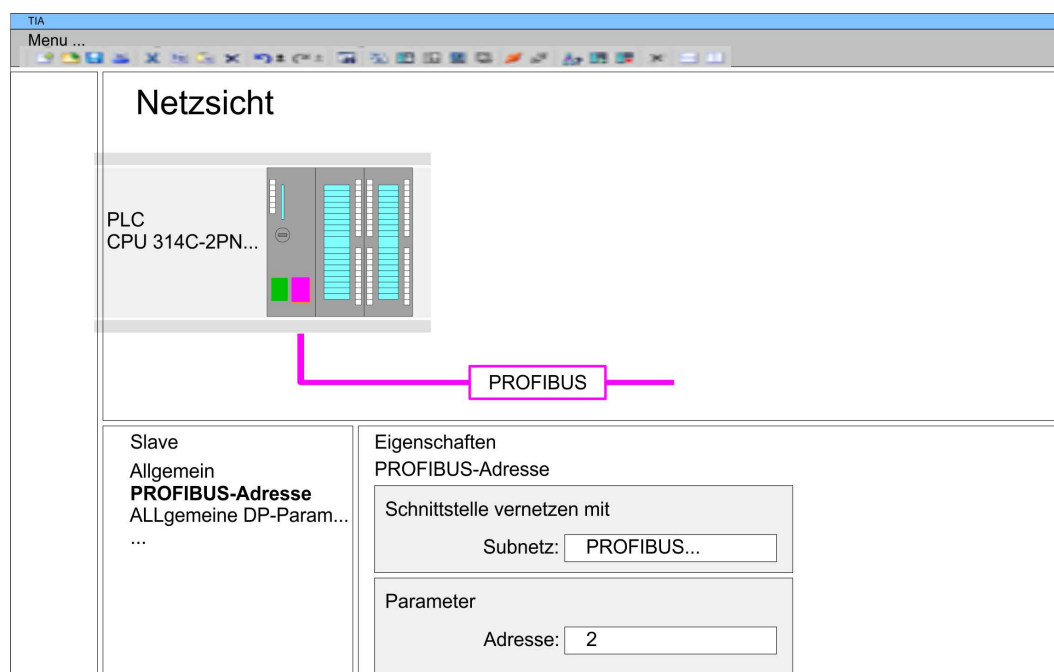 TIA
Menu ...
Netzsicht
PLC
CPU 314C-2PN...
PROFIBUS
Slave
Allgemein
PROFIBUS-Adresse
ALLgemeine DP-Param...
...
Eigenschaften
PROFIBUS-Adresse
Schnittstelle vernetzen mit
Subnetz: PROFIBUS...
Parameter
Adresse: 2